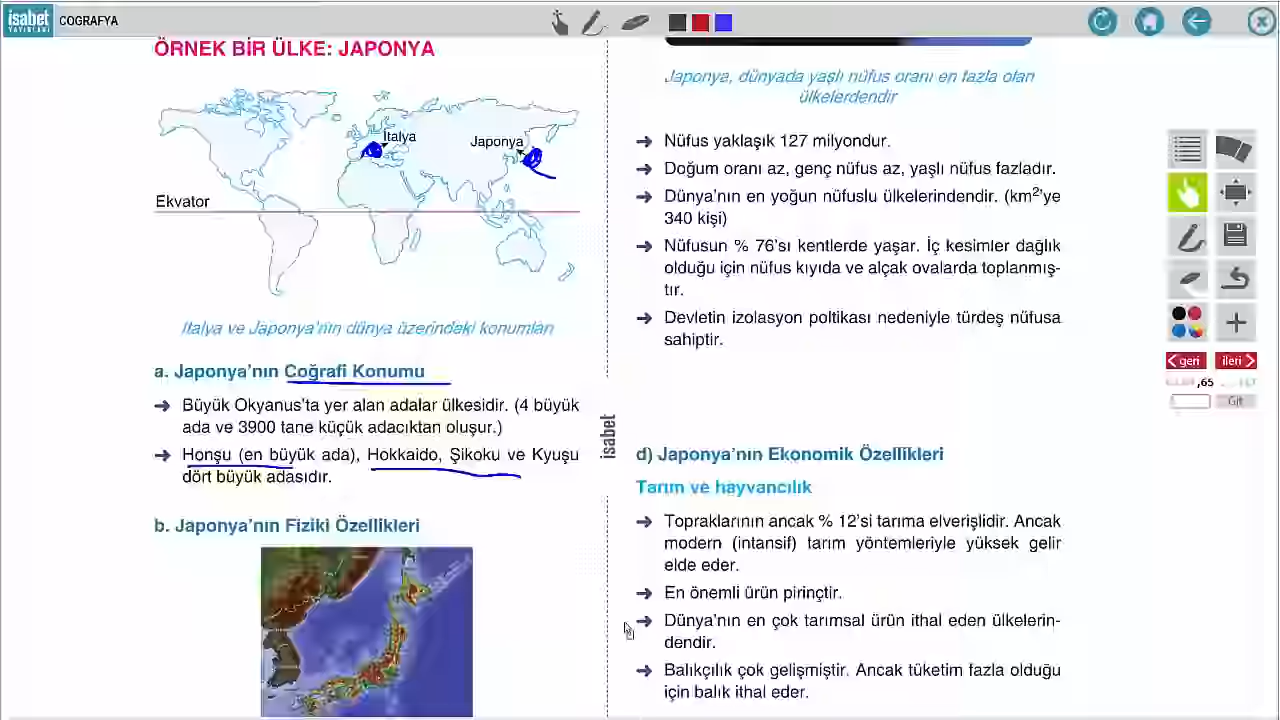 isabet
YAYINLARI
COGRAFYA
ÖRNEK BİR ÜLKE: JAPONYA
İtalya
Japonya
Ekvator
İtalya ve Japonya'nın dünya üzerindeki konumları
a. Japonya'nın Coğrafi Konumu
➔ Büyük Okyanus'ta yer alan adalar ülkesidir. (4 büyük
ada ve 3900 tane küçük adacıktan oluşur.)
➔ Honşu (en büyük ada), Hokkaido, Şikoku ve Kyuşu
dört büyük adasıdır.
b. Japonya'nın Fiziki Özellikleri
isabet
Japonya, dünyada yaşlı nüfus oranı en fazla olan
ülkelerdendir
➔ Nüfus yaklaşık 127 milyondur.
➔ Doğum oranı az, genç nüfus az, yaşlı nüfus fazladır.
➔ Dünya'nın en yoğun nüfuslu ülkelerindendir. (km²'ye
340 kişi)
➔ Nüfusun % 76'sı kentlerde yaşar. İç kesimler dağlık
olduğu için nüfus kıyıda ve alçak ovalarda toplanmış-
tır.
➔ Devletin izolasyon poltikası nedeniyle türdeş nüfusa
sahiptir.
d) Japonya'nın Ekonomik Özellikleri
Tarım ve hayvancılık
➔ Topraklarının ancak % 12'si tarıma elverişlidir. Ancak
modern (intansif) tarım yöntemleriyle yüksek gelir
elde eder.
➔ En önemli ürün pirinçtir.
➔ Dünya'nın en çok tarımsal ürün ithal eden ülkelerin-
dendir.
➔ Balıkçılık çok gelişmiştir. Ancak tüketim fazla olduğu
için balık ithal eder.
geri
ileri
,65
Git